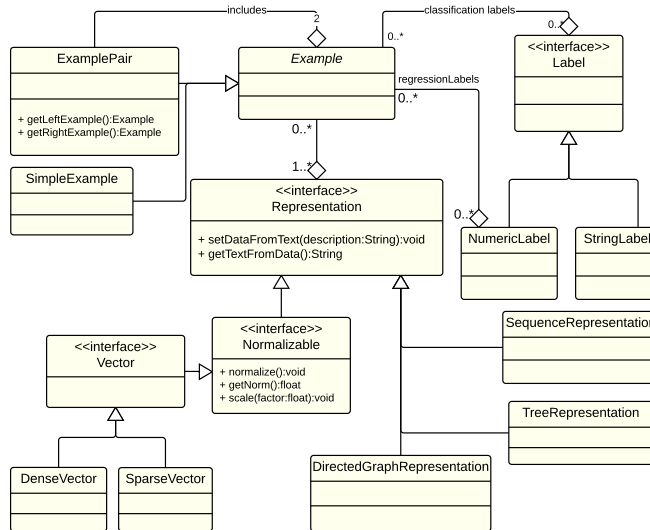 includes
classification labels
2
0..*
0..*
ExamplePair
Example
<<interface>>
Label
regressionLabels
0..*
+ getLeftExample():Example
+ getRightExample():Example
0..*
1..*
SimpleExample
<<interface>>
Representation
0..*
+ setDataFromText(description:String):void
+ getTextFromData():String
NumericLabel
StringLabel
<<interface>>
Normalizable
SequenceRepresentation
<<interface>>
Vector
+ normalize():void
+ getNorm():float
+ scale(factor:float):void
TreeRepresentation
DirectedGraphRepresentation
DenseVector
SparseVector